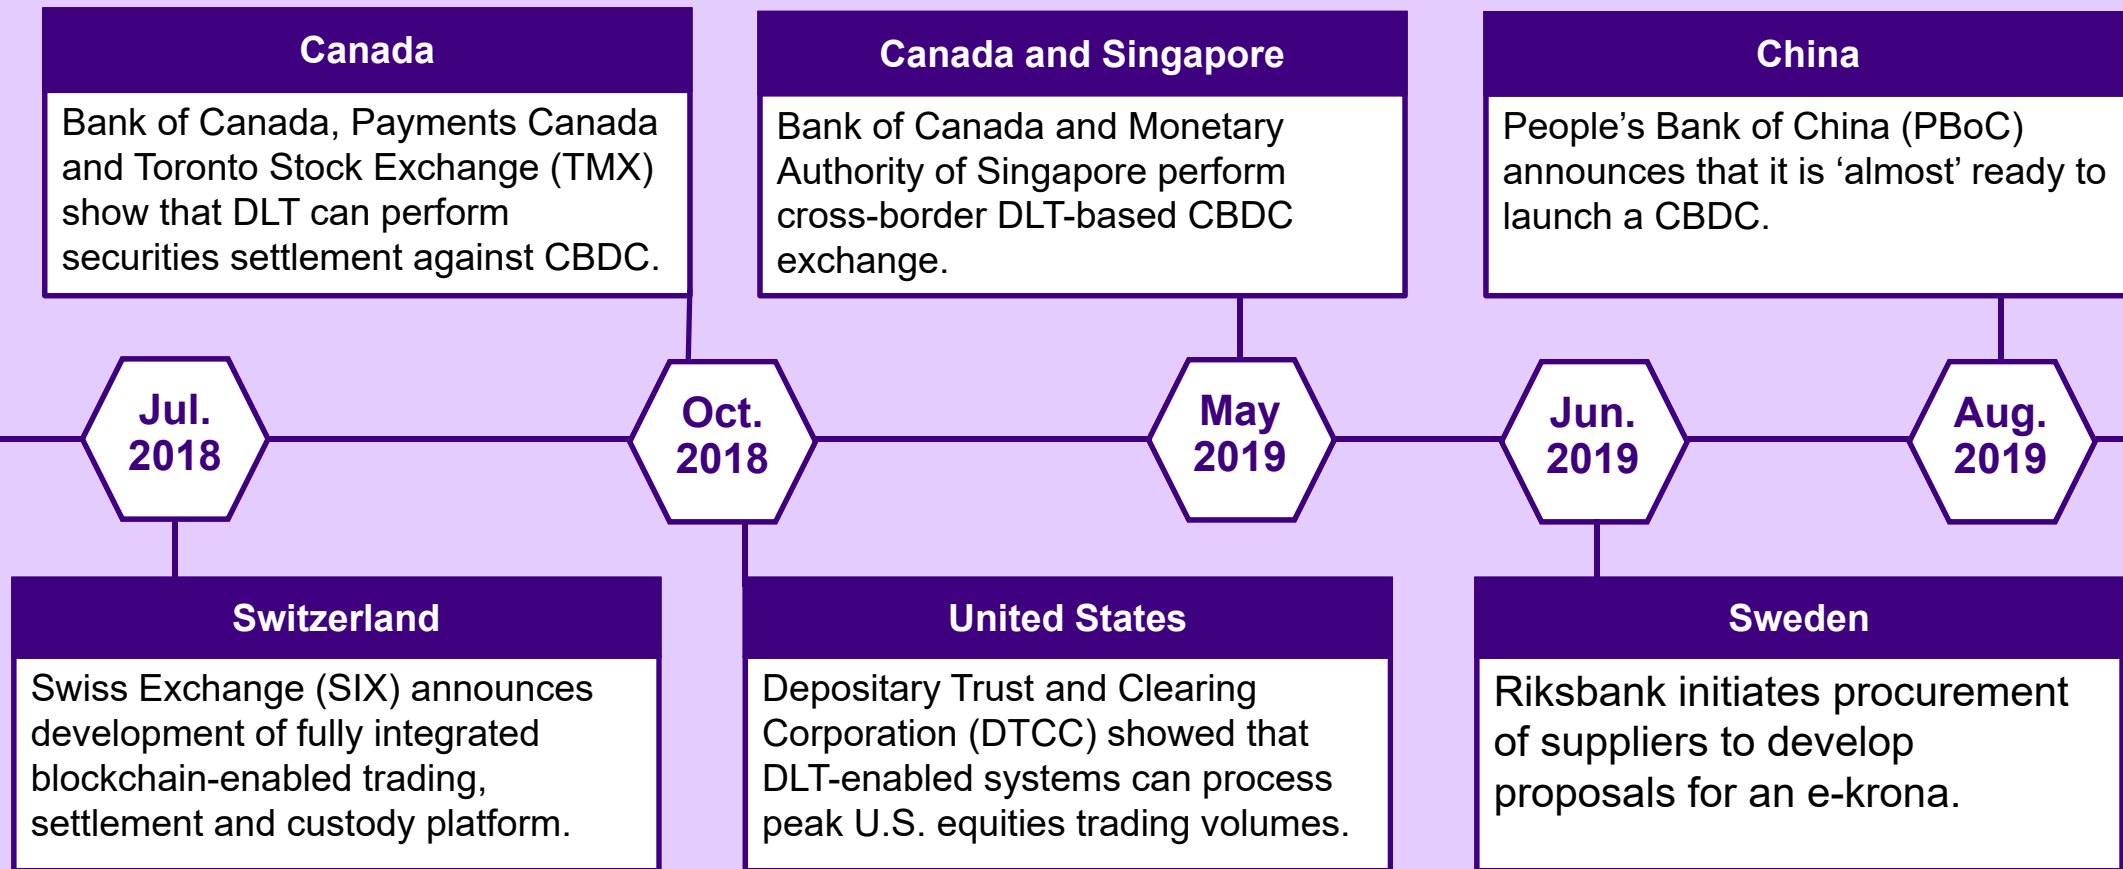 Canada
Bank of Canada, Payments Canada
and Toronto Stock Exchange (TMX)
show that DLT can perform
securities settlement against CBDC.
Canada and Singapore
Bank of Canada and Monetary
Authority of Singapore perform
cross-border DLT-based CBDC
exchange.
China
People’s Bank of China (PBoC)
announces that it is ‘almost’ ready to
launch a CBDC.
Jul.
2018
Oct.
2018
May
2019
Jun.
2019
Aug.
2019
Switzerland
Swiss Exchange (SIX) announces
development of fully integrated
blockchain-enabled trading,
settlement and custody platform.
United States
Depositary Trust and Clearing
Corporation (DTCC) showed that
DLT-enabled systems can process
peak U.S. equities trading volumes.
Sweden
Riksbank initiates procurement
of suppliers to develop
proposals for an e-krona.